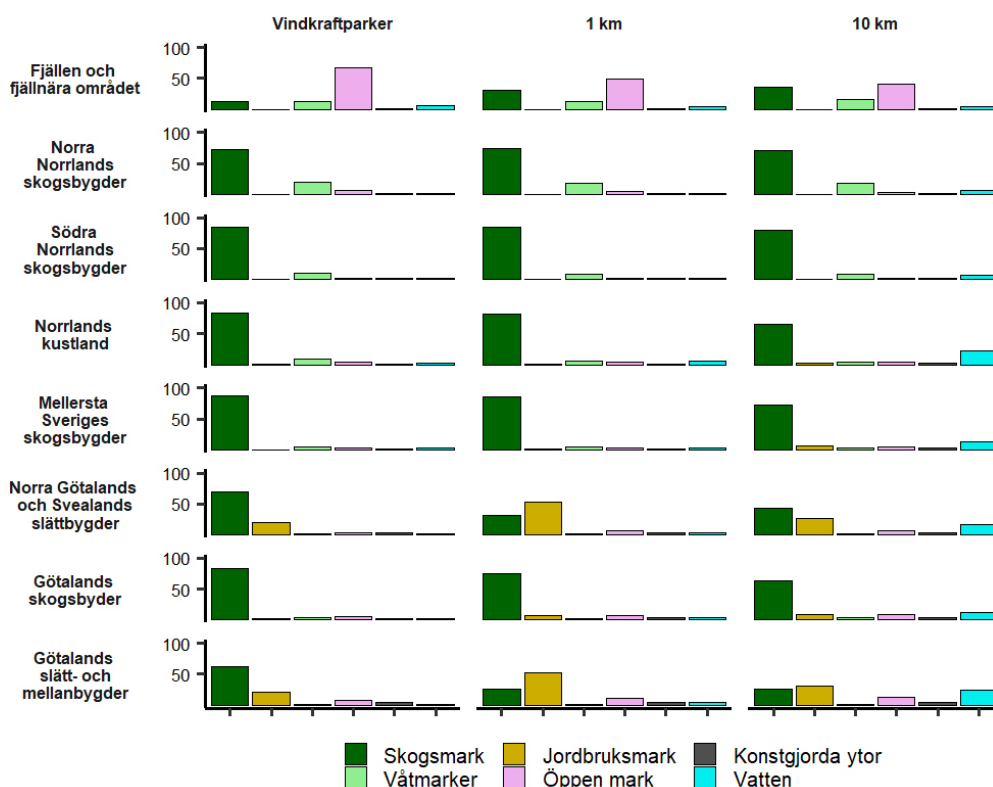 Vindkraftparker 1 km 10 km
Fjällen och
fjällnära området
100
50
Norra
Norrlands
skogsbygder
100
50
Södra
Norrlands
skogsbygder
100
50
Norrlands
kustland
100
50
Mellersta
Sveriges
skogsbygder
100
50
Norra Götalands
och Svealands
slättbygder
100
50
Götalands
skogsbyder
100
50
Götalands
slätt- och
mellanbygder
100
50
Skogsmark Jordbruksmark Konstgjorda ytor
Våtmarker Öppen mark Vatten